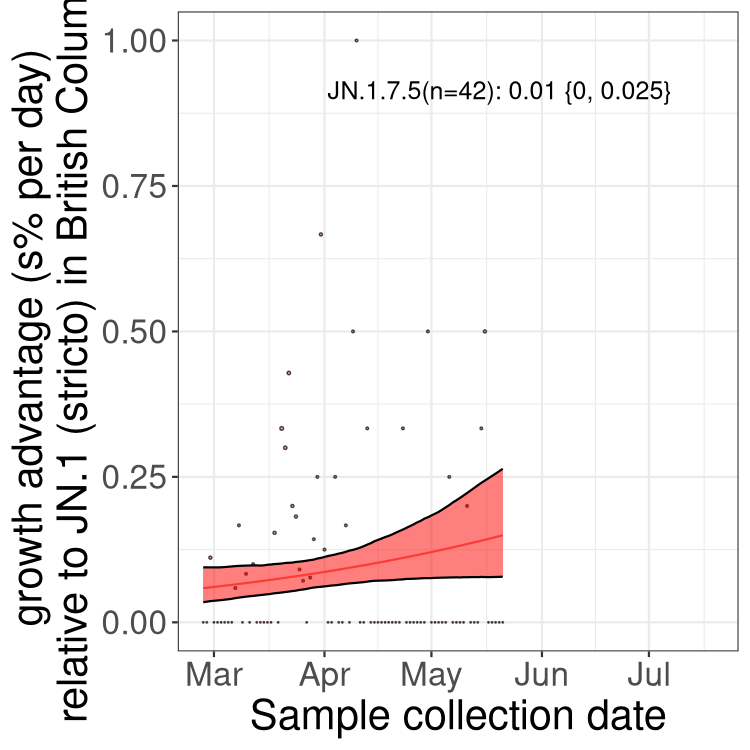 growth advantage (s% per day)
relative to JN.1 (stricto) in British Colum
1.00
0.75
0.50
0.25
0.00
JN.1.7.5(n=42): 0.01 {0, 0.025}
Mar Apr May Jun Jul
Sample collection date